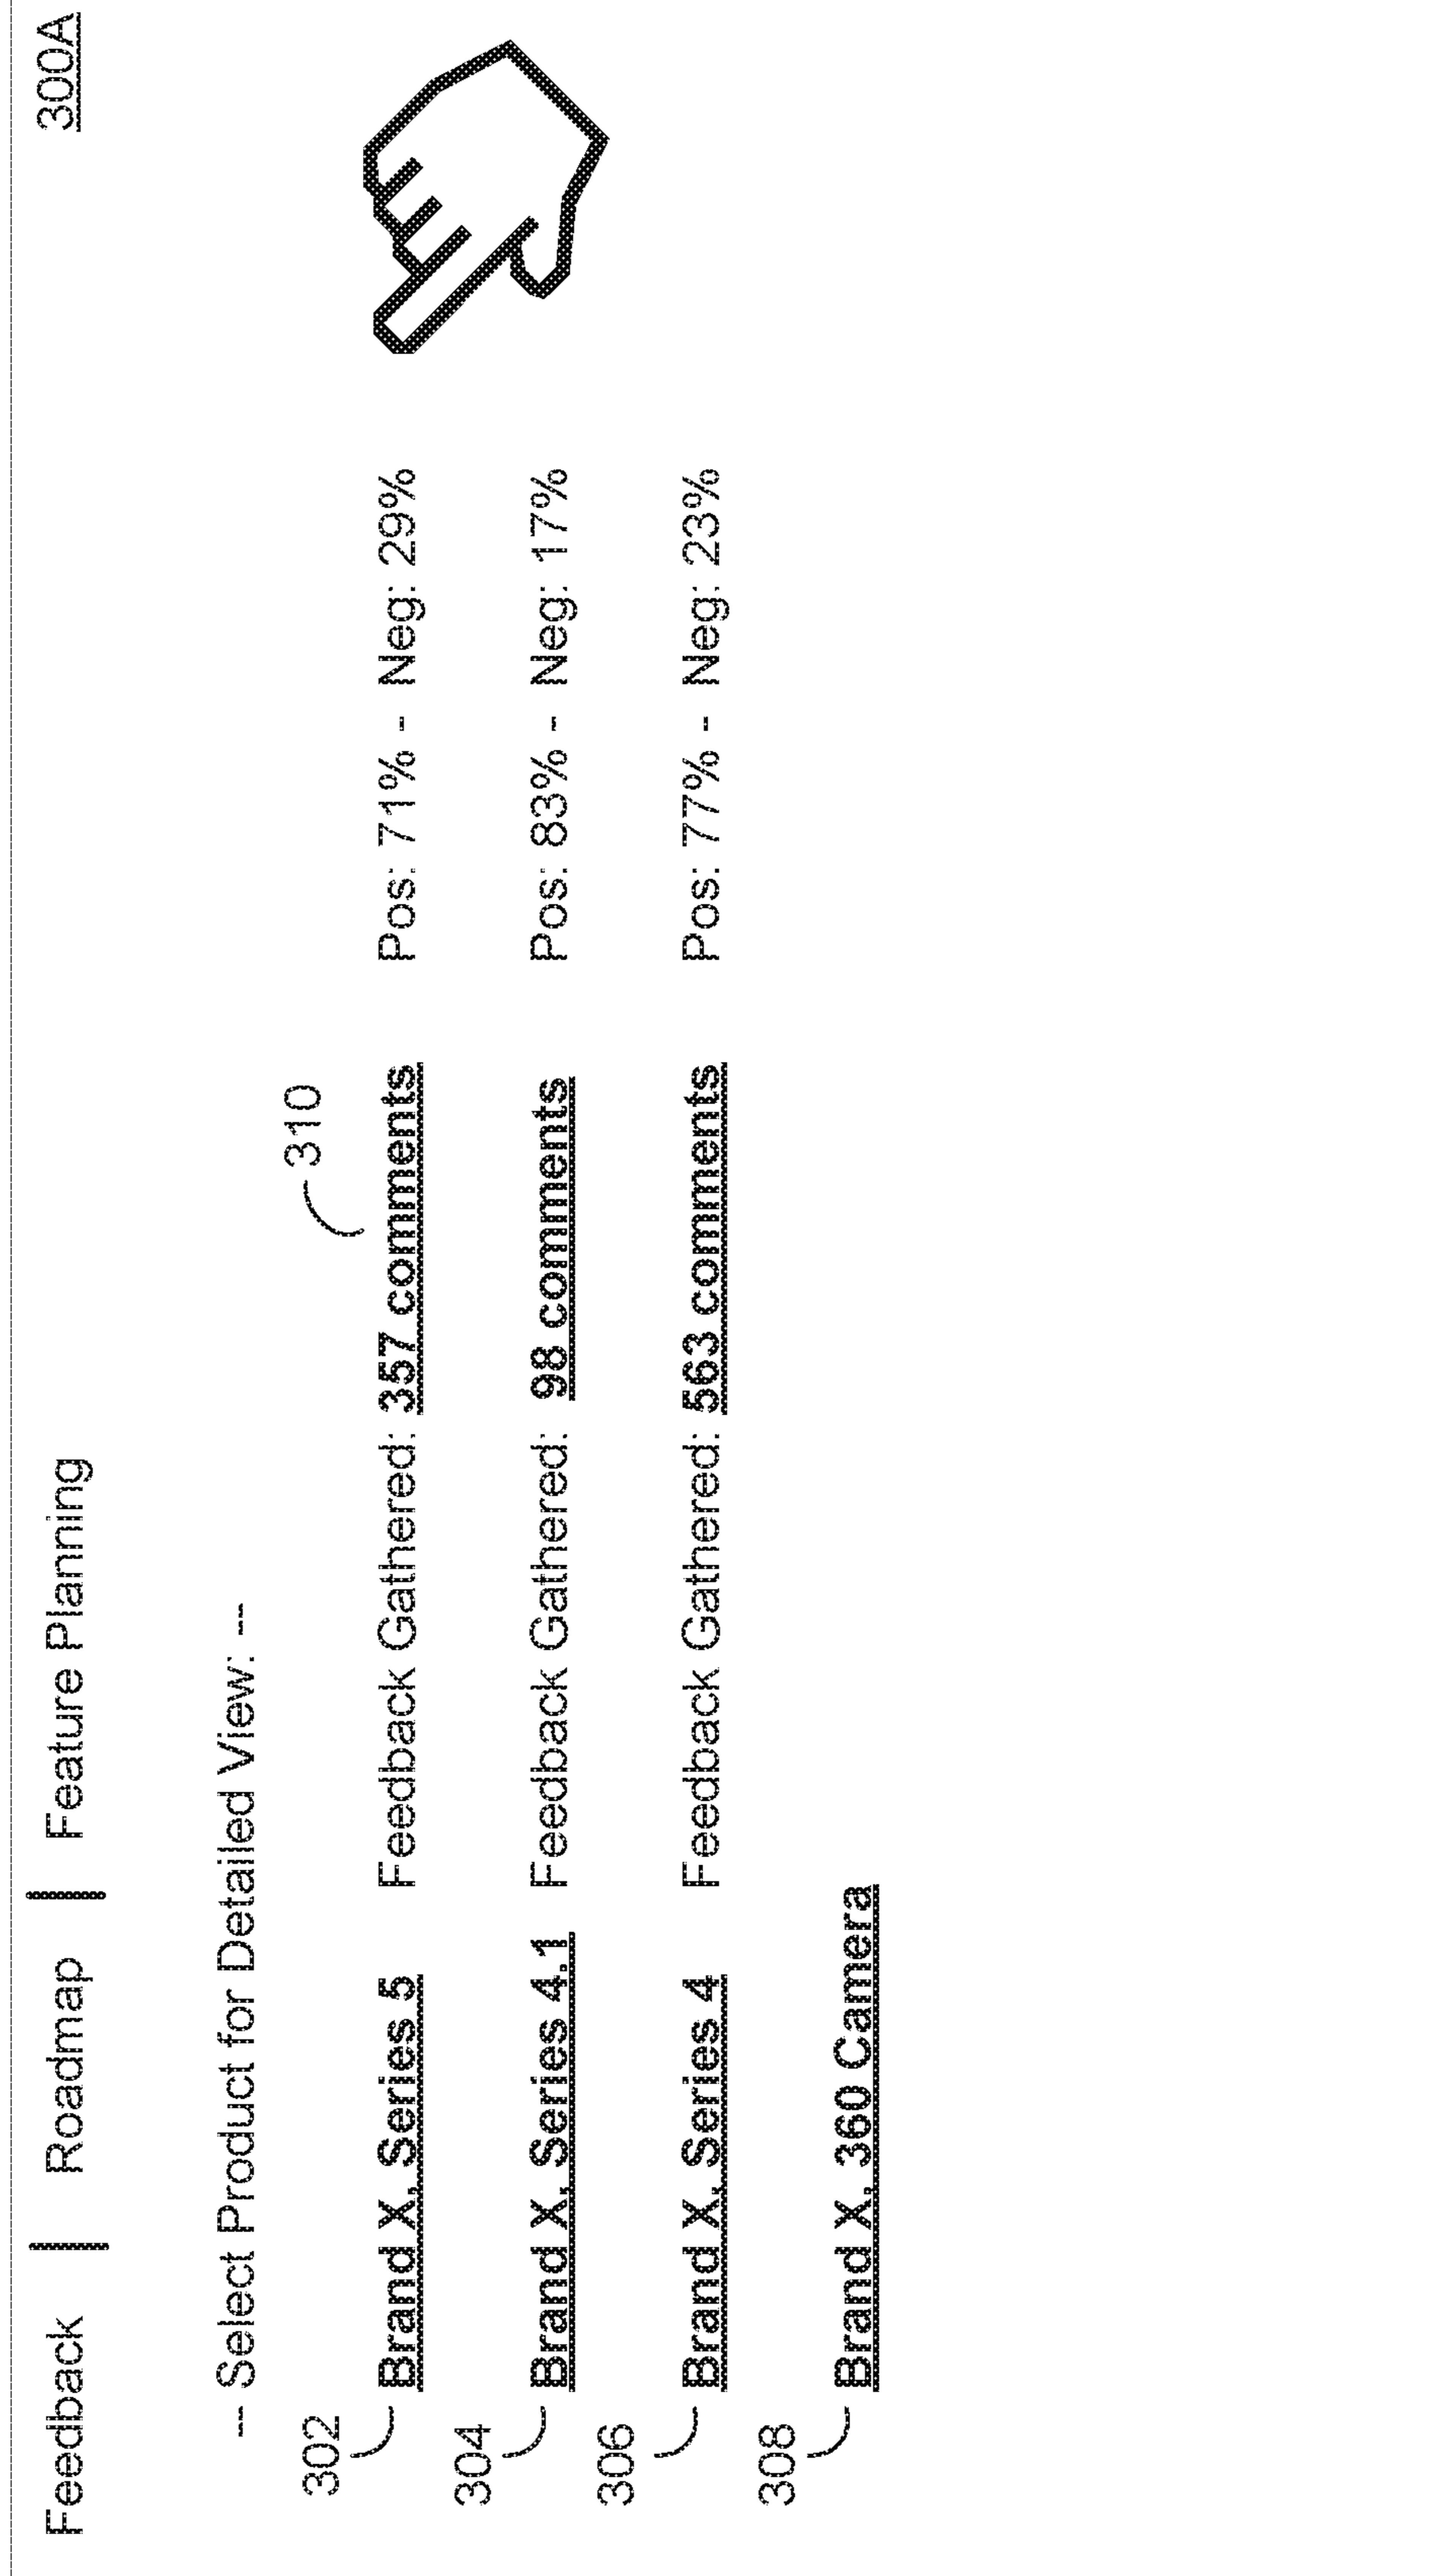 300A
Feedback | Roadmap | Feature Planning
-- Select Product for Detailed View: --
310
302 Brand X, Series 5 Feedback Gathered: 357 comments Pos: 71% - Neg: 29%
304 Brand X, Series 4.1 Feedback Gathered: 98 comments Pos: 83% - Neg: 17%
306 Brand X, Series 4 Feedback Gathered: 563 comments Pos: 77% - Neg: 23%
308 Brand X, 360 Camera